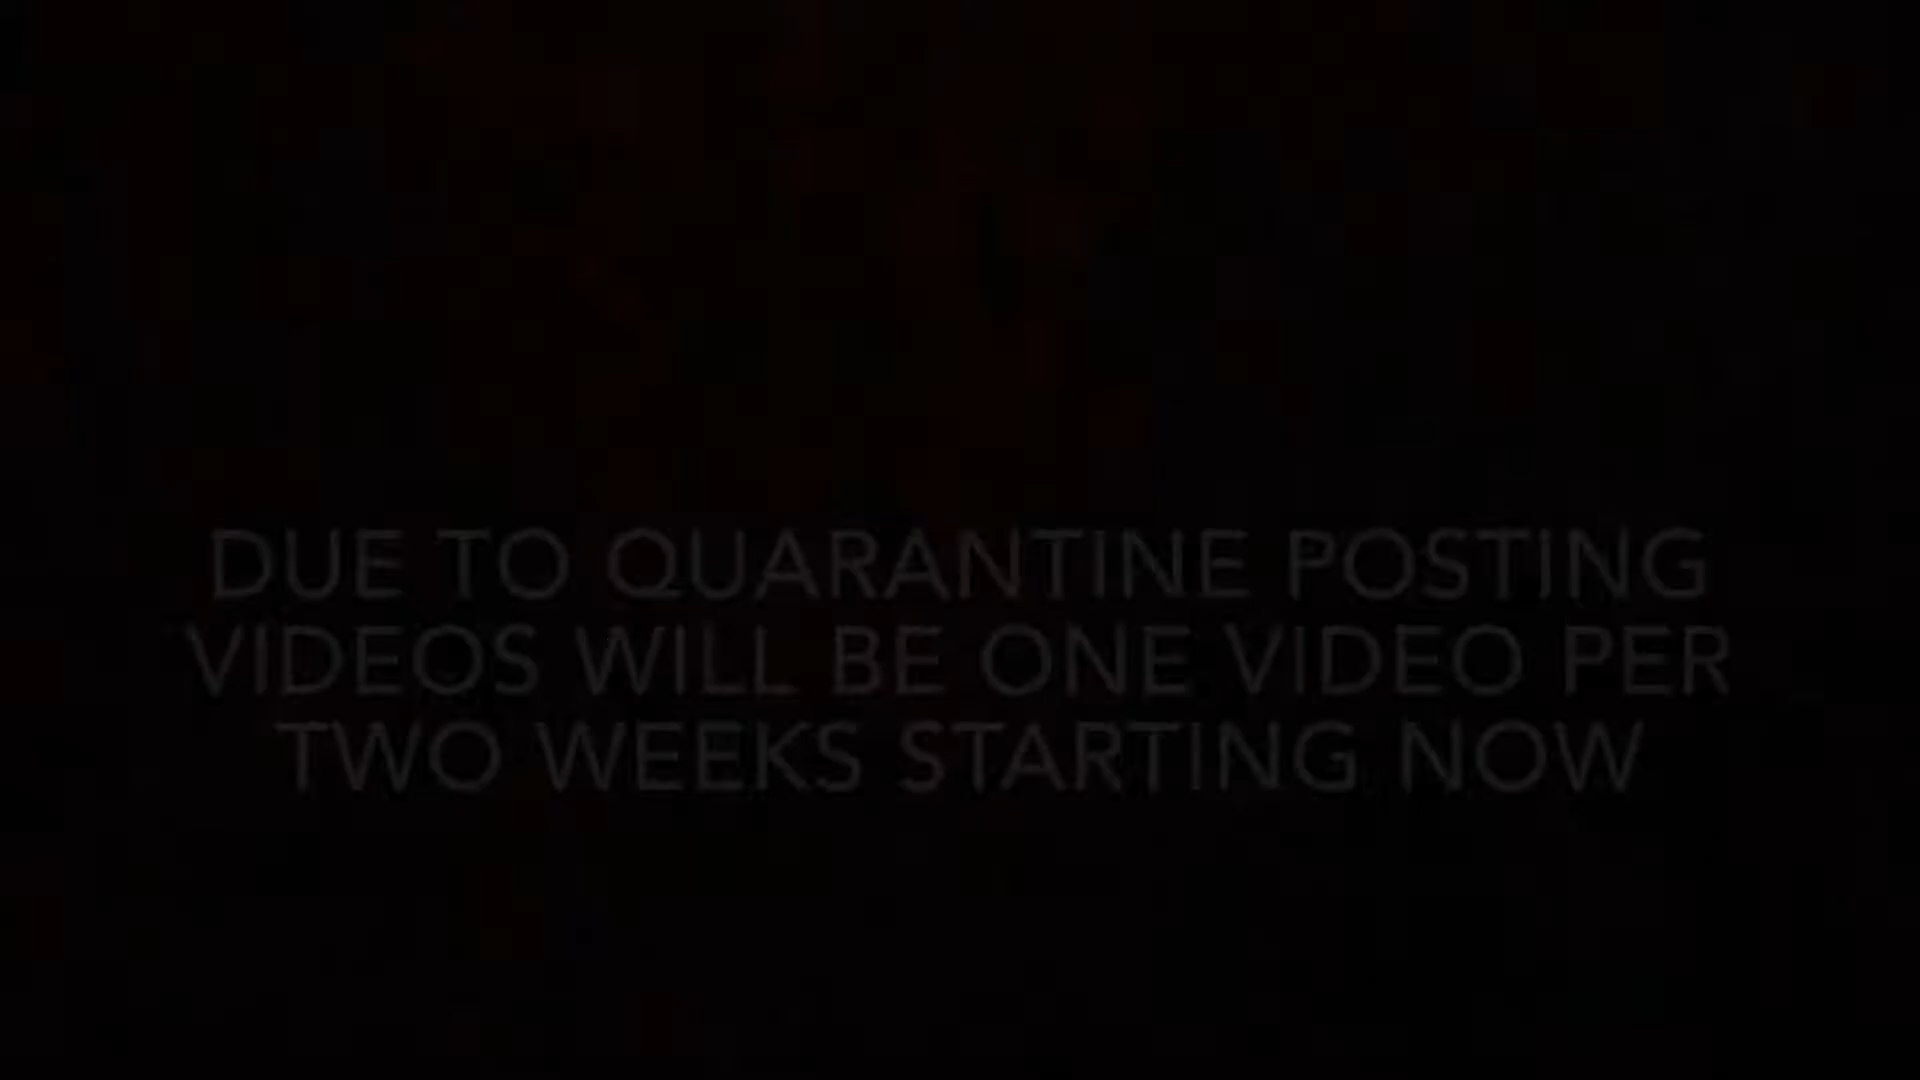 DUE TO QUARANTINE POSTING
VIDEOS WILL BE ONE VIDEO PER
TWO WEEKS STARTING NOW